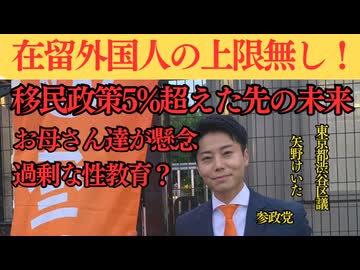 在留外国人の上限無し！
移民政策5%超えた先の未来
お母さん達が懸念
過剰な性教育？
東京都渋谷区議
矢野けいた
参政党